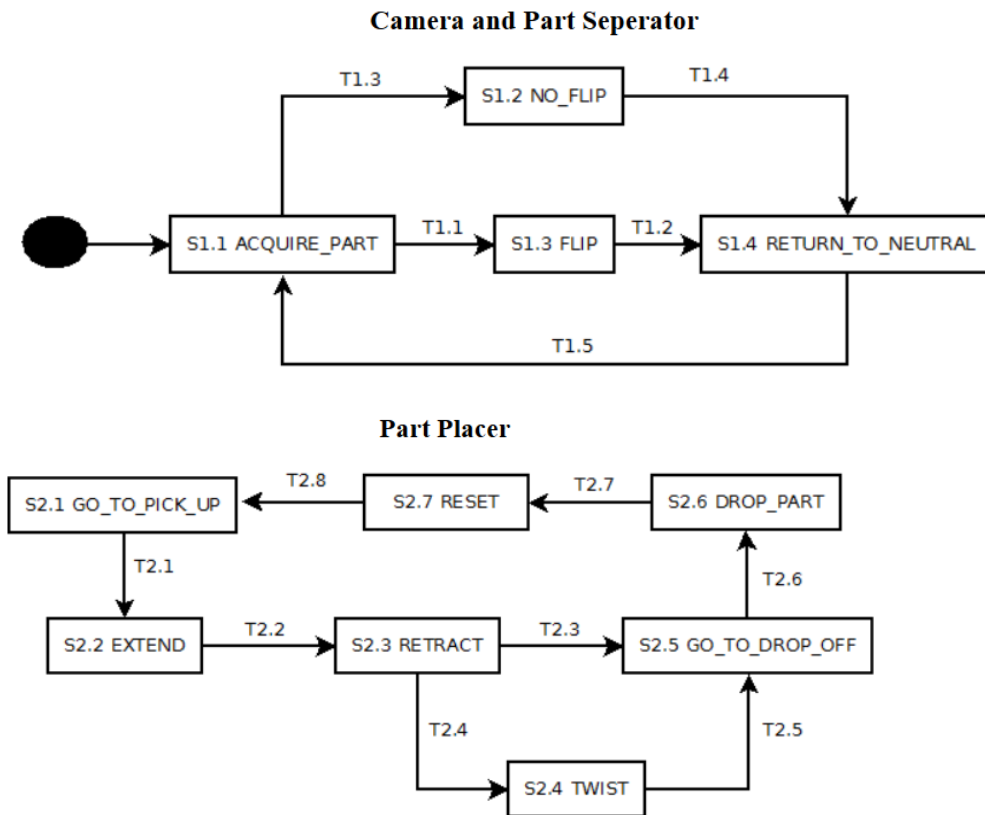 Camera and Part Seperator
T1.3
S1.2 NO_FLIP
T1.4
S1.1 ACQUIRE_PART
T1.1
S1.3 FLIP
T1.2
S1.4 RETURN_TO_NEUTRAL
T1.5
Part Placer
S2.1 GO_TO_PICK_UP
T2.8
S2.7 RESET
T2.7
S2.6 DROP_PART
T2.1
T2.6
S2.2 EXTEND
T2.2
S2.3 RETRACT
T2.3
S2.5 GO_TO_DROP_OFF
T2.4
T2.5
S2.4 TWIST